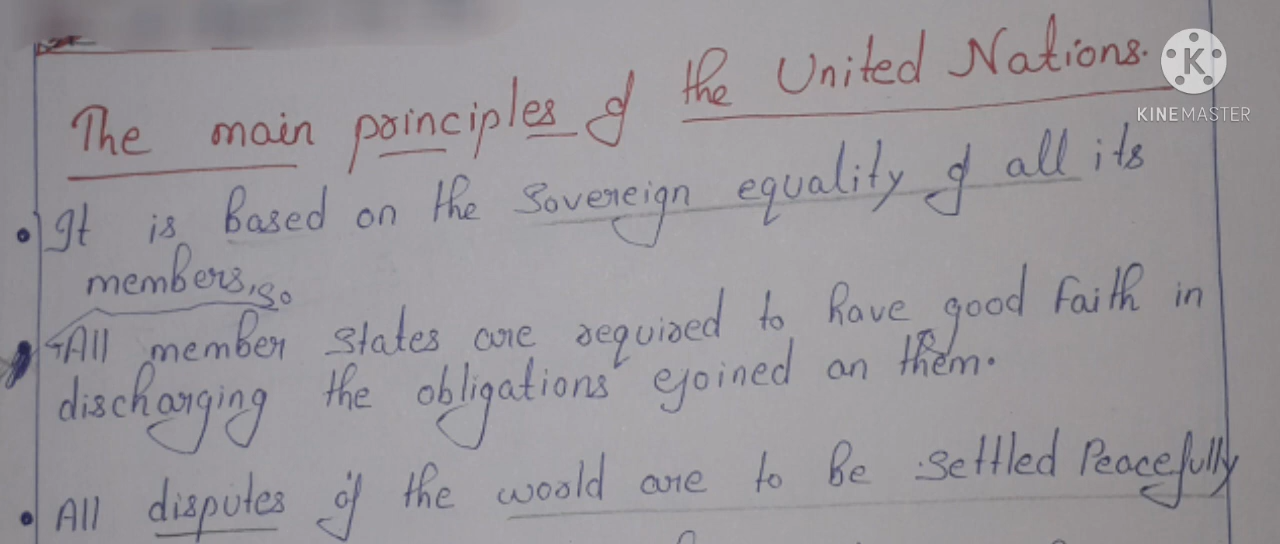 The main principles of the United Nations.
K
KINEMASTER
• It is based on the Sovereign equality of all its
members, so
All member states are required to have good faith in
discharging the obligations ejoined an them.
• All disputes of the world are to be settled Peacefully